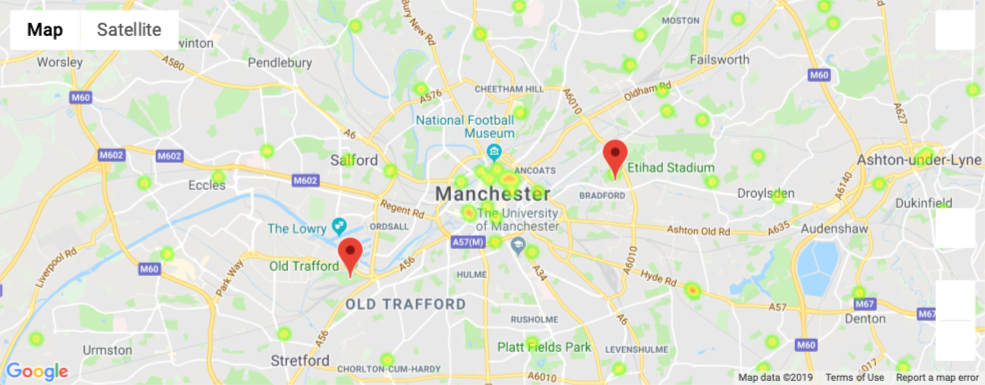 Map
Satellite
winton
Worsley
A580
Pendlebury
Bury New Rd
MOSTON
Failsworth
M60
M60
A576
CHEETHAM HILL
A6010
Oldham Rd
A627
National Football
Museum
A6
M602
M602
Salford
ANCOATS
Etihad Stadium
Ashton-under-Lyne
Eccles
M602
Manchester
BRADFORD
Droylsden
A6140
Dukinfield
Regent Rd
The University
of Manchester
The Lowry
ORDSALL
Ashton Old Rd
A635
Audenshaw
A57(M)
Liverpool Rd
M60
Park Way
Old Trafford
A56
HULME
A34
A6010
Hyde Rd
OLD TRAFFORD
A57
M67
M67
Denton
RUSHOLME
A6
A56
Urmston
Stretford
Platt Fields Park
LEVENSHULME
M60
CHORLTON-CUM-HARDY
A6010
A017
Google
Map data ©2019
Terms of Use
Report a map error